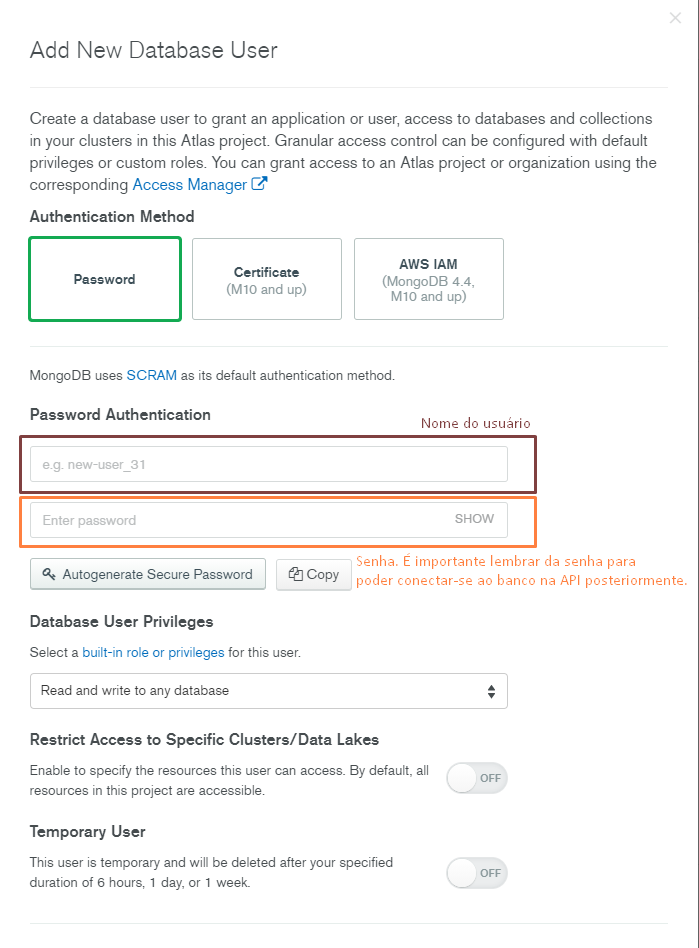 ×
Add New Database User
Create a database user to grant an application or user, access to databases and collections
in your clusters in this Atlas project. Granular access control can be configured with default
privileges or custom roles. You can grant access to an Atlas project or organization using the
corresponding Access Manager
Authentication Method
Password
Certificate
(M10 and up)
AWS IAM
(MongoDB 4.4,
M10 and up)
MongoDB uses SCRAM as its default authentication method.
Password Authentication
Nome do usuário
e.g. new-user_31
Enter password SHOW
Autogenerate Secure Password
Copy
Senha. É importante lembrar da senha para
poder conectar-se ao banco na API posteriormente.
Database User Privileges
Select a built-in role or privileges for this user.
Read and write to any database
Restrict Access to Specific Clusters/Data Lakes
Enable to specify the resources this user can access. By default, all
resources in this project are accessible.
OFF
Temporary User
This user is temporary and will be deleted after your specified
duration of 6 hours, 1 day, or 1 week.
OFF